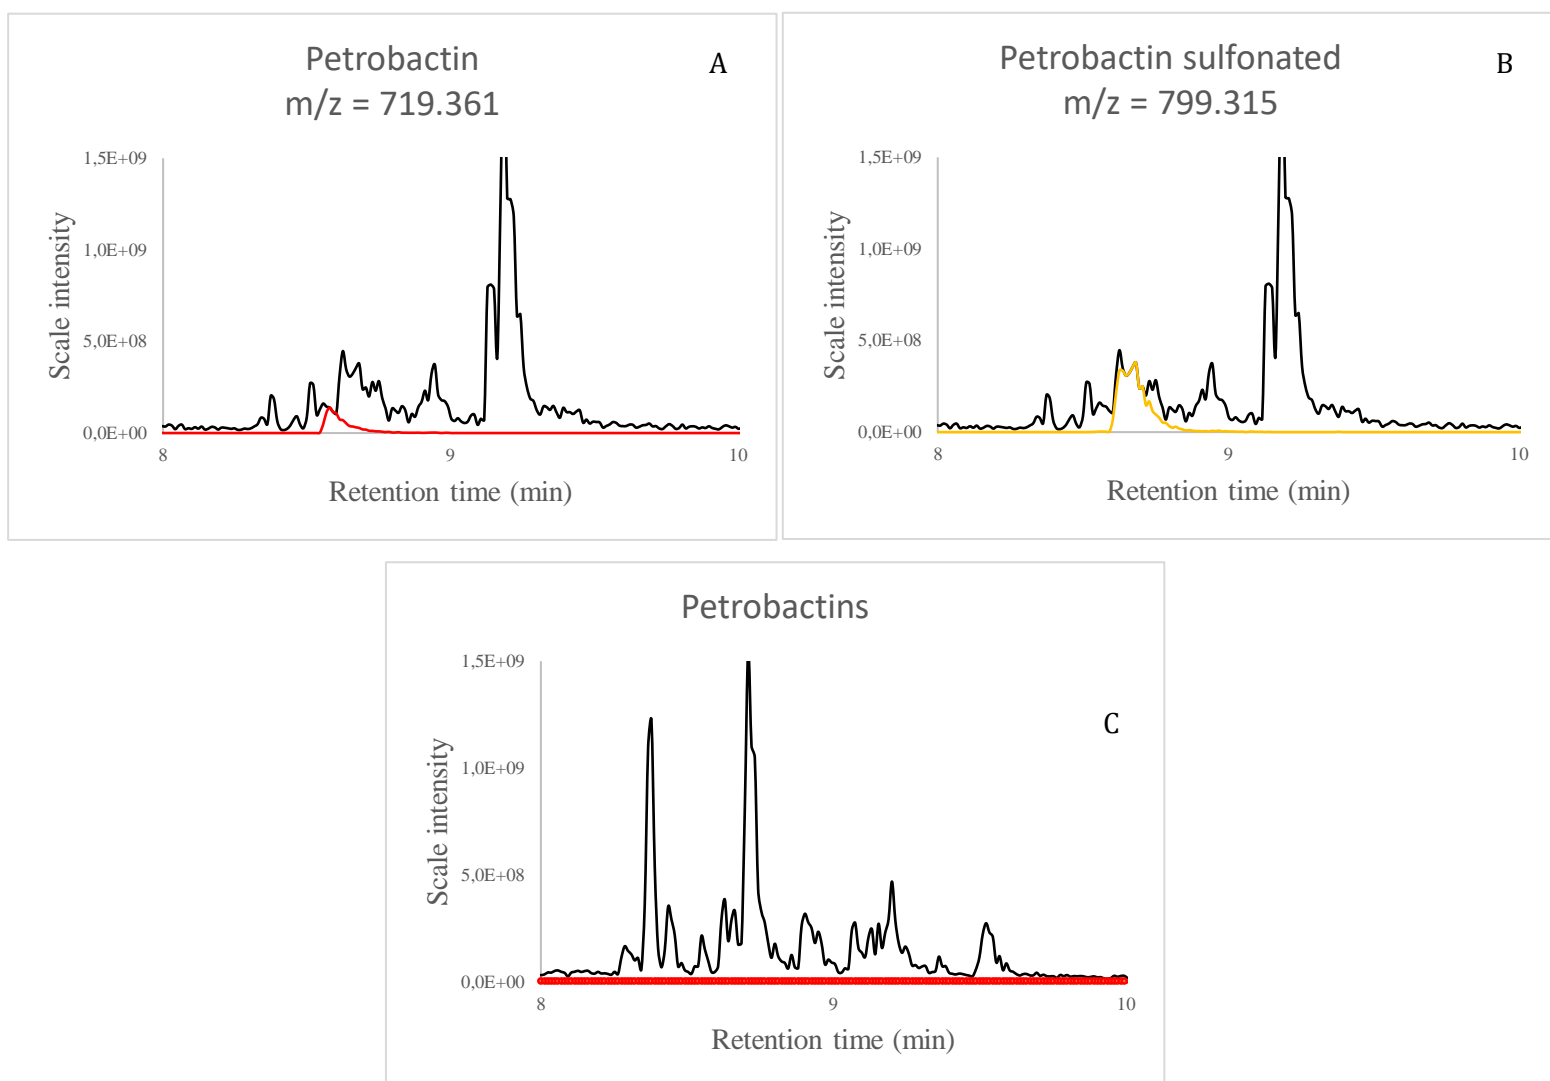 Petrobactin
m/z = 719.361
A
1,5E+09
1,0E+09
5,0E+08
0,0E+00
Scale intensity
8
9
10
Retention time (min)
Petrobactin sulfonated
m/z = 799.315
B
1,5E+09
1,0E+09
5,0E+08
0,0E+00
Scale intensity
8
9
10
Retention time (min)
Petrobactins
C
1,5E+09
1,0E+09
5,0E+08
0,0E+00
Scale intensity
8
9
10
Retention time (min)